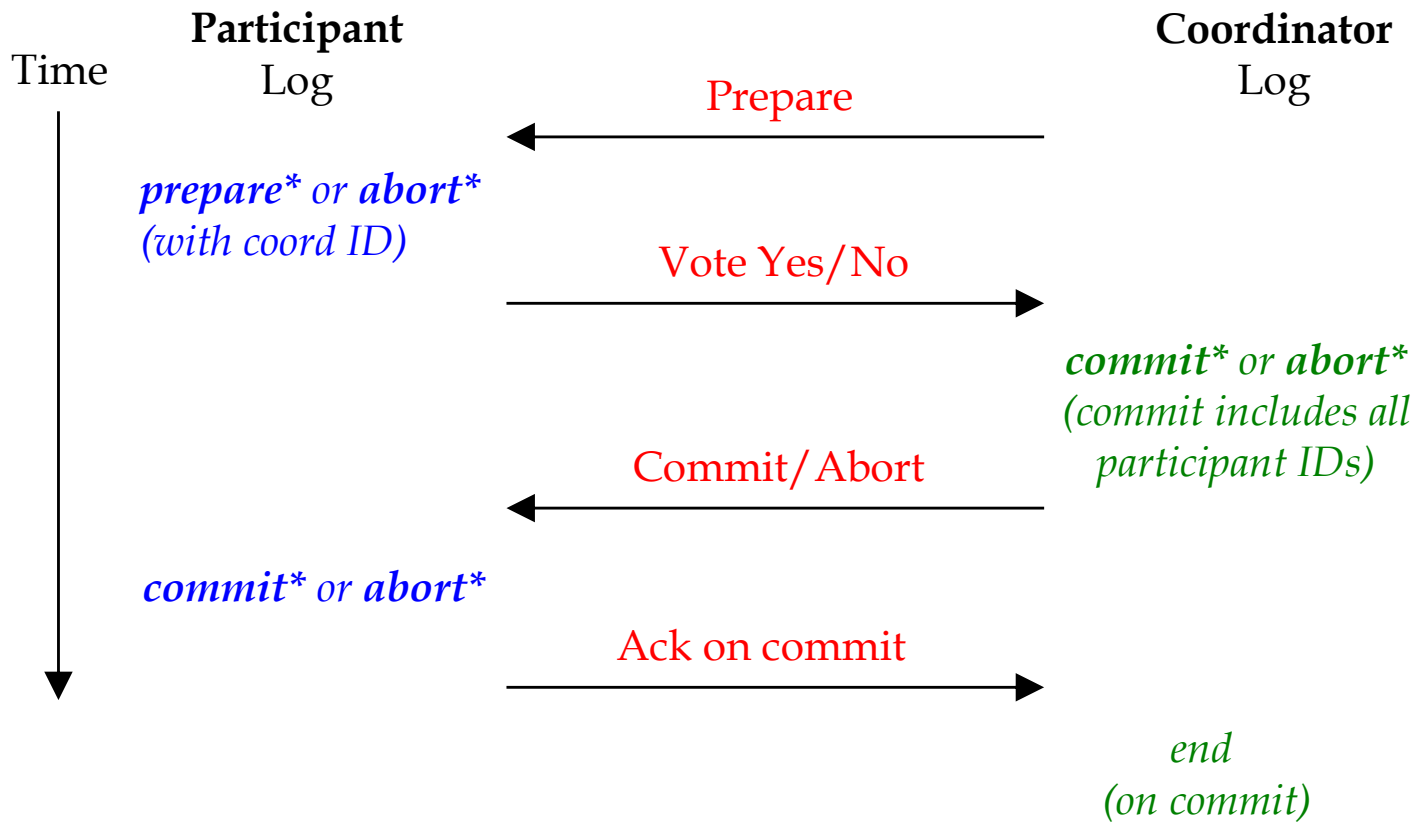 Participant
Log
Coordinator
Log
Time
Prepare
prepare* or abort*
(with coord ID)
Vote Yes/No
commit* or abort*
(commit includes all
participant IDs)
Commit/Abort
commit* or abort*
Ack on commit
end
(on commit)